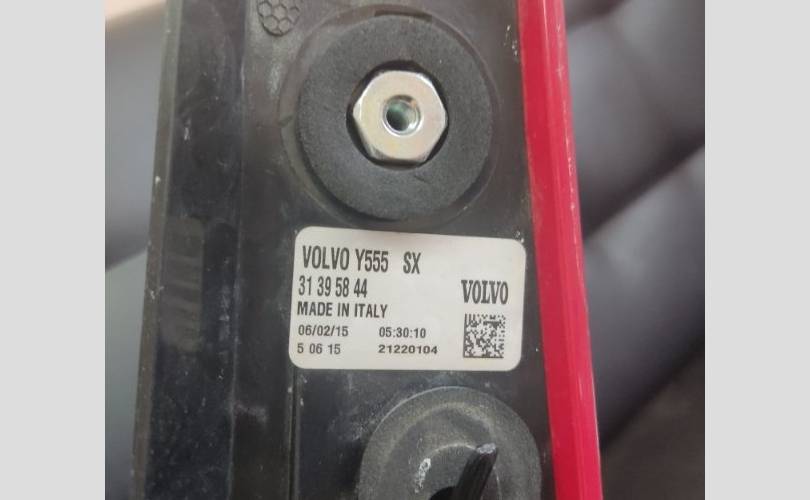 VOLVO Y555 SX
31 39 58 44
VOLVO
MADE IN ITALY
06/02/15 05:30:10
5 06 15 21220104